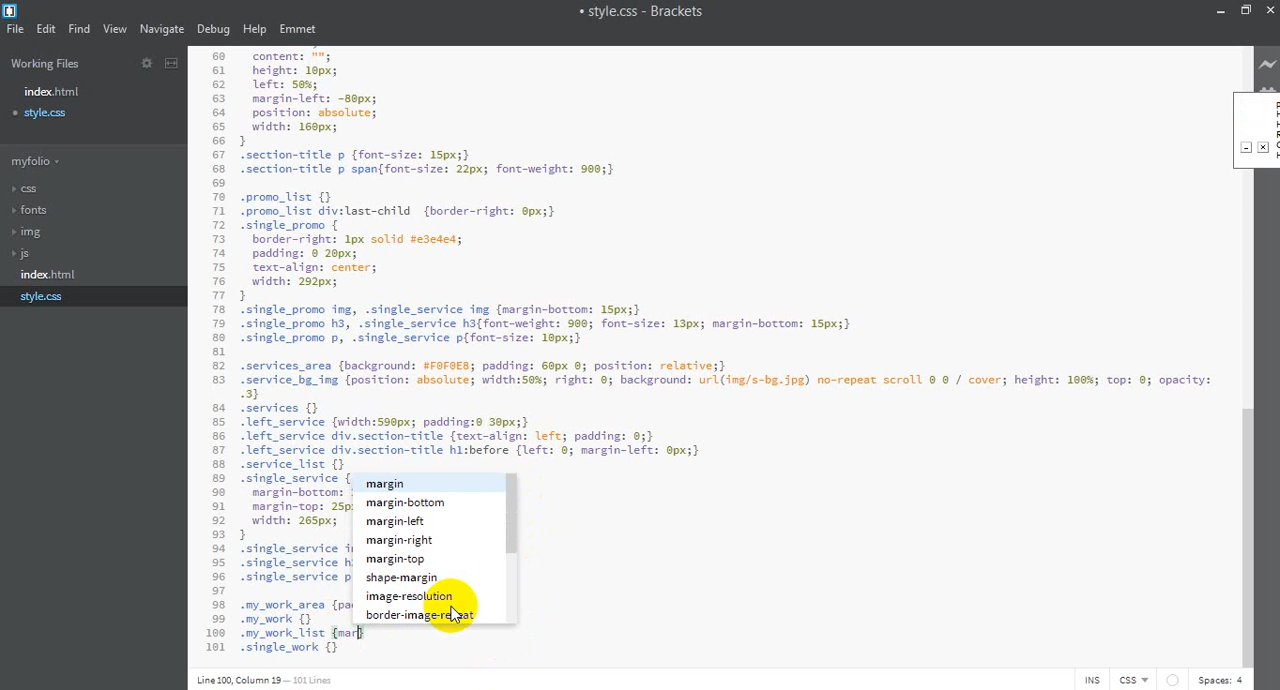 • style.css - Brackets
File Edit Find View Navigate Debug Help Emmet
Working Files
index.html
• style.css
myfolio
css
fonts
img
js
index.html
style.css
60 content: "";
61 height: 10px;
62 left: 50%;
63 margin-left: -80px;
64 position: absolute;
65 width: 160px;
66 }
67 .section-title p {font-size: 15px;}
68 .section-title p span{font-size: 22px; font-weight: 900;}
69
70 .promo_list {}
71 .promo_list div:last-child {border-right: 0px;}
72 .single_promo {
73 border-right: 1px solid #e3e4e4;
74 padding: 0 20px;
75 text-align: center;
76 width: 292px;
77 }
78 .single_promo img, .single_service img {margin-bottom: 15px;}
79 .single_promo h3, .single_service h3{font-weight: 900; font-size: 13px; margin-bottom: 15px;}
80 .single_promo p, .single_service p{font-size: 10px;}
81
82 .services_area {background: #F0F0E8; padding: 60px 0; position: relative;}
83 .service_bg_img {position: absolute; width:50%; right: 0; background: url(img/s-bg.jpg) no-repeat scroll 0 0 / cover; height: 100%; top: 0; opacity:
.3}
84 .services {}
85 .left_service {width:590px; padding:0 30px;}
86 .left_service div.section-title {text-align: left; padding: 0;}
87 .left_service div.section-title h1:before {left: 0; margin-left: 0px;}
88 .service_list {}
89 .single_service {
90 margin-bottom:
91 margin-top: 25px
92 width: 265px;
93 }
94 .single_service
95 .single_service
96 .single_service p
97
98 .my_work_area
99 .my_work {}
100 .my_work_list {mar}
101 .single_work {}
margin
margin-bottom
margin-left
margin-right
margin-top
shape-margin
image-resolution
border-image-repeat
Line 100, Column 19 — 101 Lines
INS CSS Spaces: 4